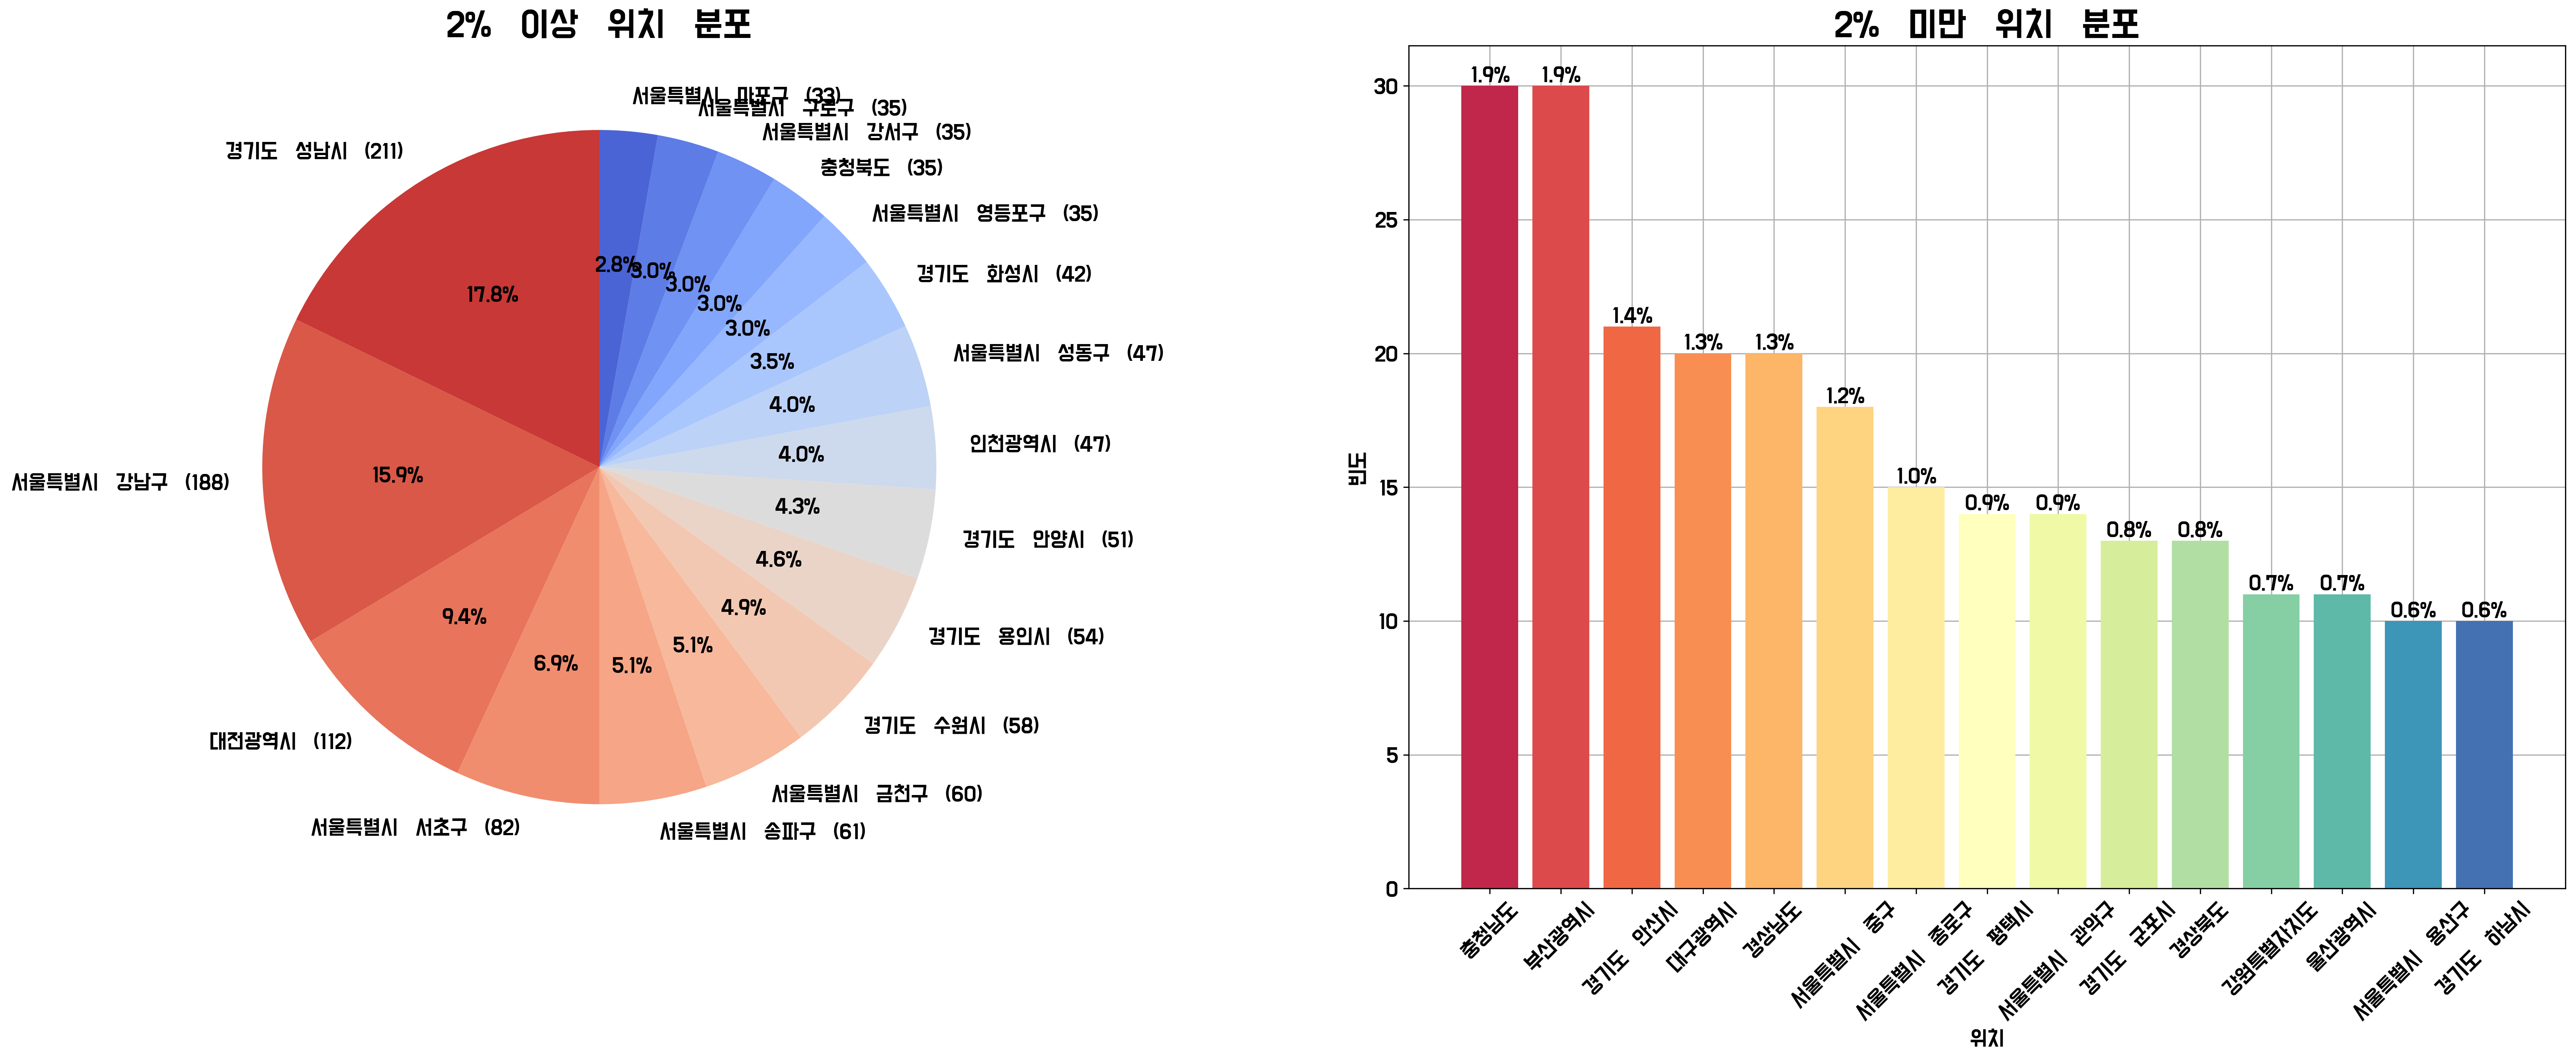 2% 이상 위치 분포
서울특별시 마포구 (33)
서울특별시 구로구 (35)
서울특별시 강서구 (35)
충청북도 (35)
서울특별시 영등포구 (35)
경기도 화성시 (42)
서울특별시 성동구 (47)
인천광역시 (47)
경기도 안양시 (51)
경기도 용인시 (54)
경기도 수원시 (58)
서울특별시 금천구 (60)
서울특별시 송파구 (61)
서울특별시 서초구 (82)
대전광역시 (112)
서울특별시 강남구 (188)
경기도 성남시 (211)
2.8%
3.0%
3.0%
3.0%
3.0%
3.5%
4.0%
4.0%
4.3%
4.6%
4.9%
5.1%
5.1%
6.9%
9.4%
15.9%
17.8%
2% 미만 위치 분포
빈도
30
25
20
15
10
5
0
1.9%
1.9%
1.4%
1.3%
1.3%
1.2%
1.0%
0.9%
0.9%
0.8%
0.8%
0.7%
0.7%
0.6%
0.6%
충청남도
부산광역시
경기도 안산시
대구광역시
경상남도
서울특별시 중구
서울특별시 종로구
경기도 평택시
서울특별시 관악구
경기도 군포시
경상북도
강원특별자치도
울산광역시
서울특별시 용산구
경기도 하남시
위치